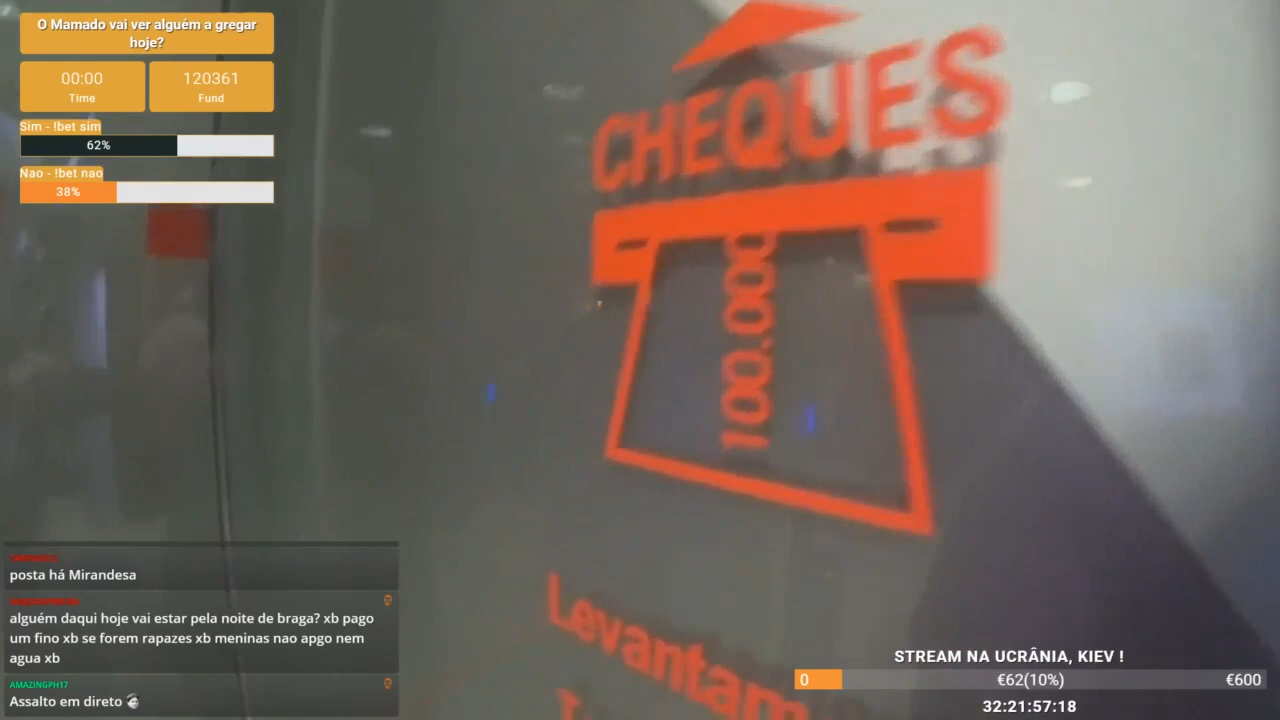 O Mamado vai ver alguém a gregar
hoje?
00:00
Time
120361
Fund
Sim - !bet sim
62%
Nao - !bet nao
38%
CHEQUES
100.000
Levantam
posta há Mirandesa
alguém daqui hoje vai estar pela noite de braga? xb pago
um fino xb se forem rapazes xb meninas nao apgo nem
agua xb
AMAZINGPH17
Assalto em direto
STREAM NA UCRÂNIA, KIEV !
0
€62(10%)
€600
32:21:57:18